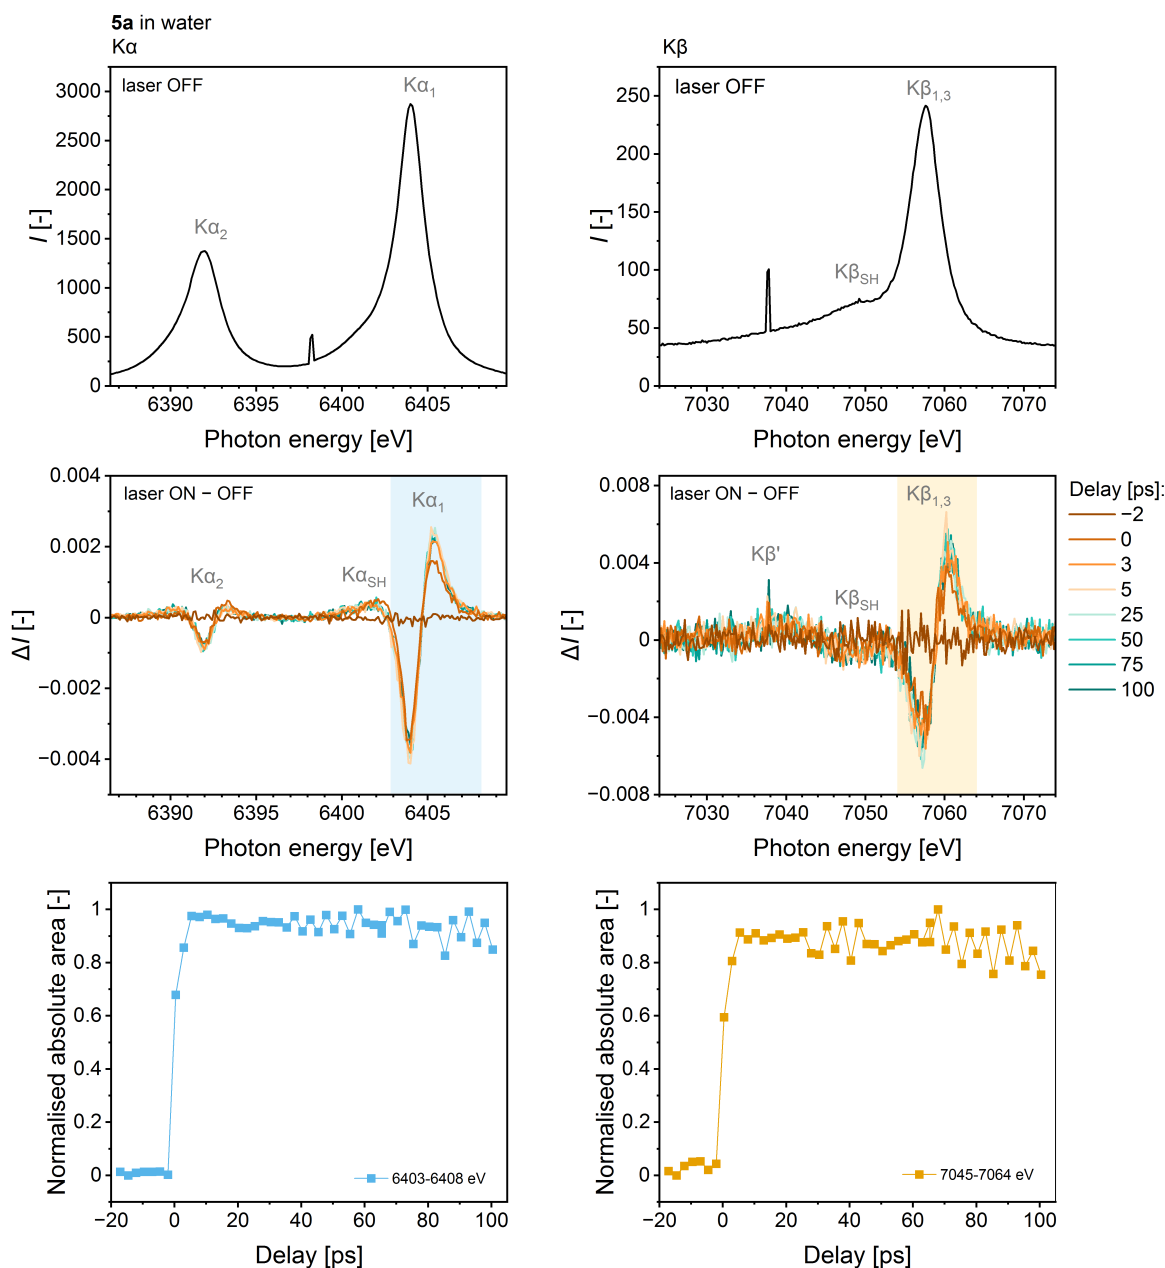 5a in water
Kα
Kβ
laser OFF
Kα1
Kα2
3000
2500
2000
1500
1000
500
0
I [-]
6390 6395 6400 6405
Photon energy [eV]
laser OFF
Kβ1,3
KβSH
250
200
150
100
50
0
I [-]
7030 7040 7050 7060 7070
Photon energy [eV]
laser ON − OFF
Kα1
Kα2
KαSH
0.004
0.002
0
−0.002
−0.004
ΔI [-]
6390 6395 6400 6405
Photon energy [eV]
laser ON − OFF
Kβ1,3
Kβ'
KβSH
0.008
0.004
0
−0.004
−0.008
ΔI [-]
7030 7040 7050 7060 7070
Photon energy [eV]
Delay [ps]:
−2
0
3
5
25
50
75
100
Normalised absolute area [-]
1
0.8
0.6
0.4
0.2
0
6403-6408 eV
−20 0 20 40 60 80 100
Delay [ps]
Normalised absolute area [-]
1
0.8
0.6
0.4
0.2
0
7045-7064 eV
−20 0 20 40 60 80 100
Delay [ps]